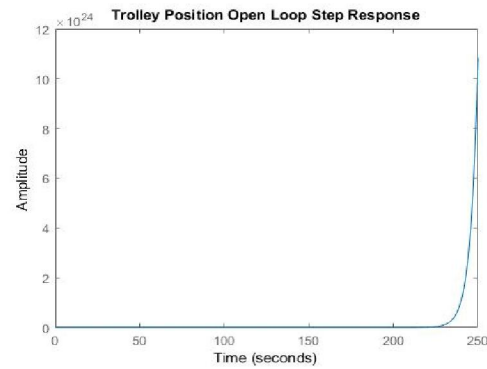 Trolley Position Open Loop Step Response
× 10^24
12
10
8
6
4
2
0
Amplitude
0 50 100 150 200 250
Time (seconds)